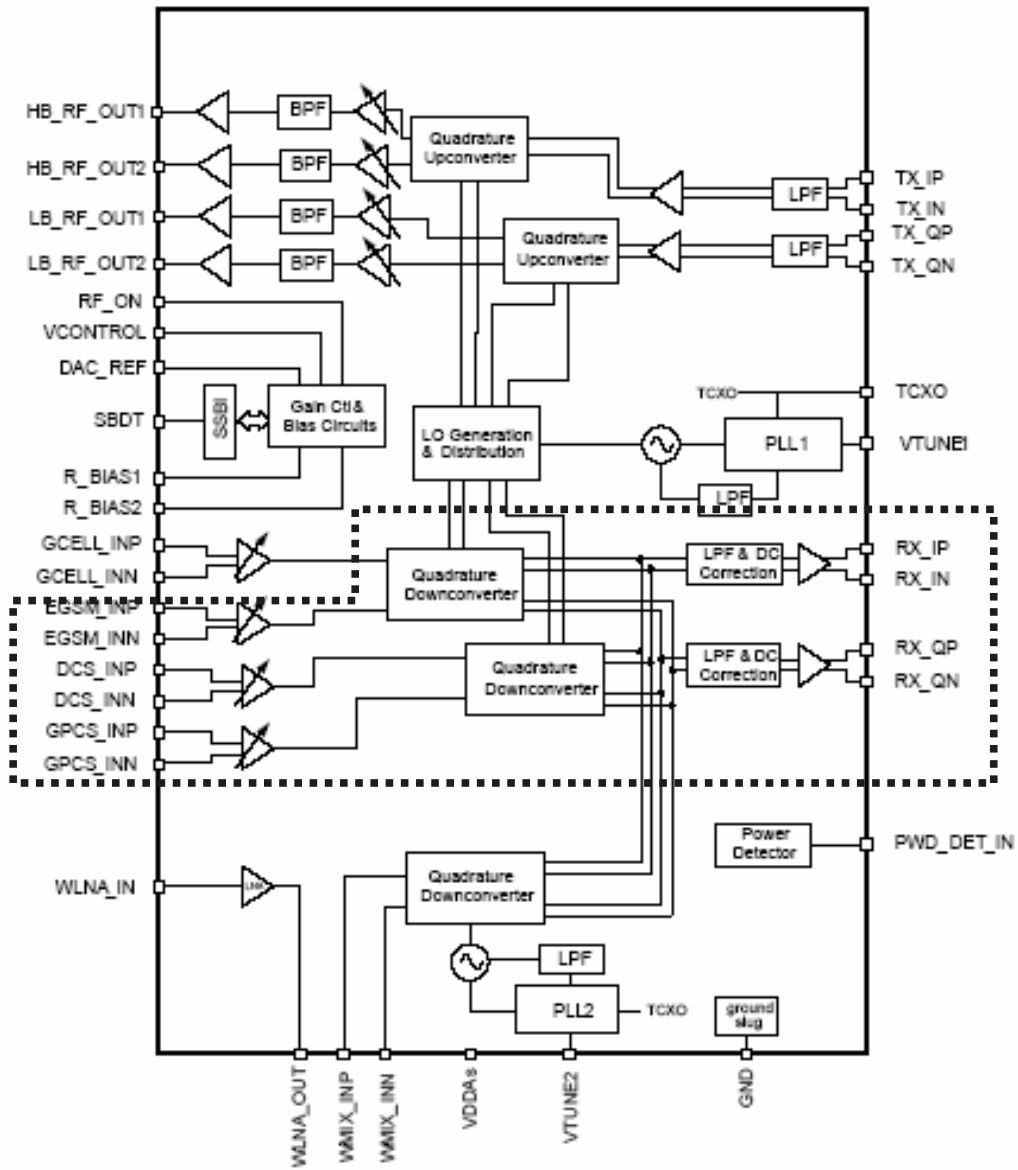 HB_RF_OUT1
BPF
Quadrature
Upconverter
HB_RF_OUT2
BPF
LPF
TX_IP
TX_IN
LB_RF_OUT1
BPF
Quadrature
Upconverter
LPF
TX_QP
TX_QN
LB_RF_OUT2
BPF
RF_ON
VCONTROL
DAC_REF
SBDT
SSBI
Gain Ctl &
Bias Circuits
R_BIAS1
R_BIAS2
LO Generation
& Distribution
TCXO
TCXO
PLL1
VTUNE1
LPF
GCELL_INP
GCELL_INN
Quadrature
Downconverter
LPF & DC
Correction
RX_IP
RX_IN
EGSM_INP
EGSM_INN
DCS_INP
DCS_INN
Quadrature
Downconverter
LPF & DC
Correction
RX_QP
RX_QN
GPCS_INP
GPCS_INN
Power
Detector
PWD_DET_IN
WLNA_IN
LNA
Quadrature
Downconverter
LPF
PLL2
TCXO
ground
slug
WLNA_OUT
WMIX_INP
WMIX_INN
VDDAs
VTUNE2
GND